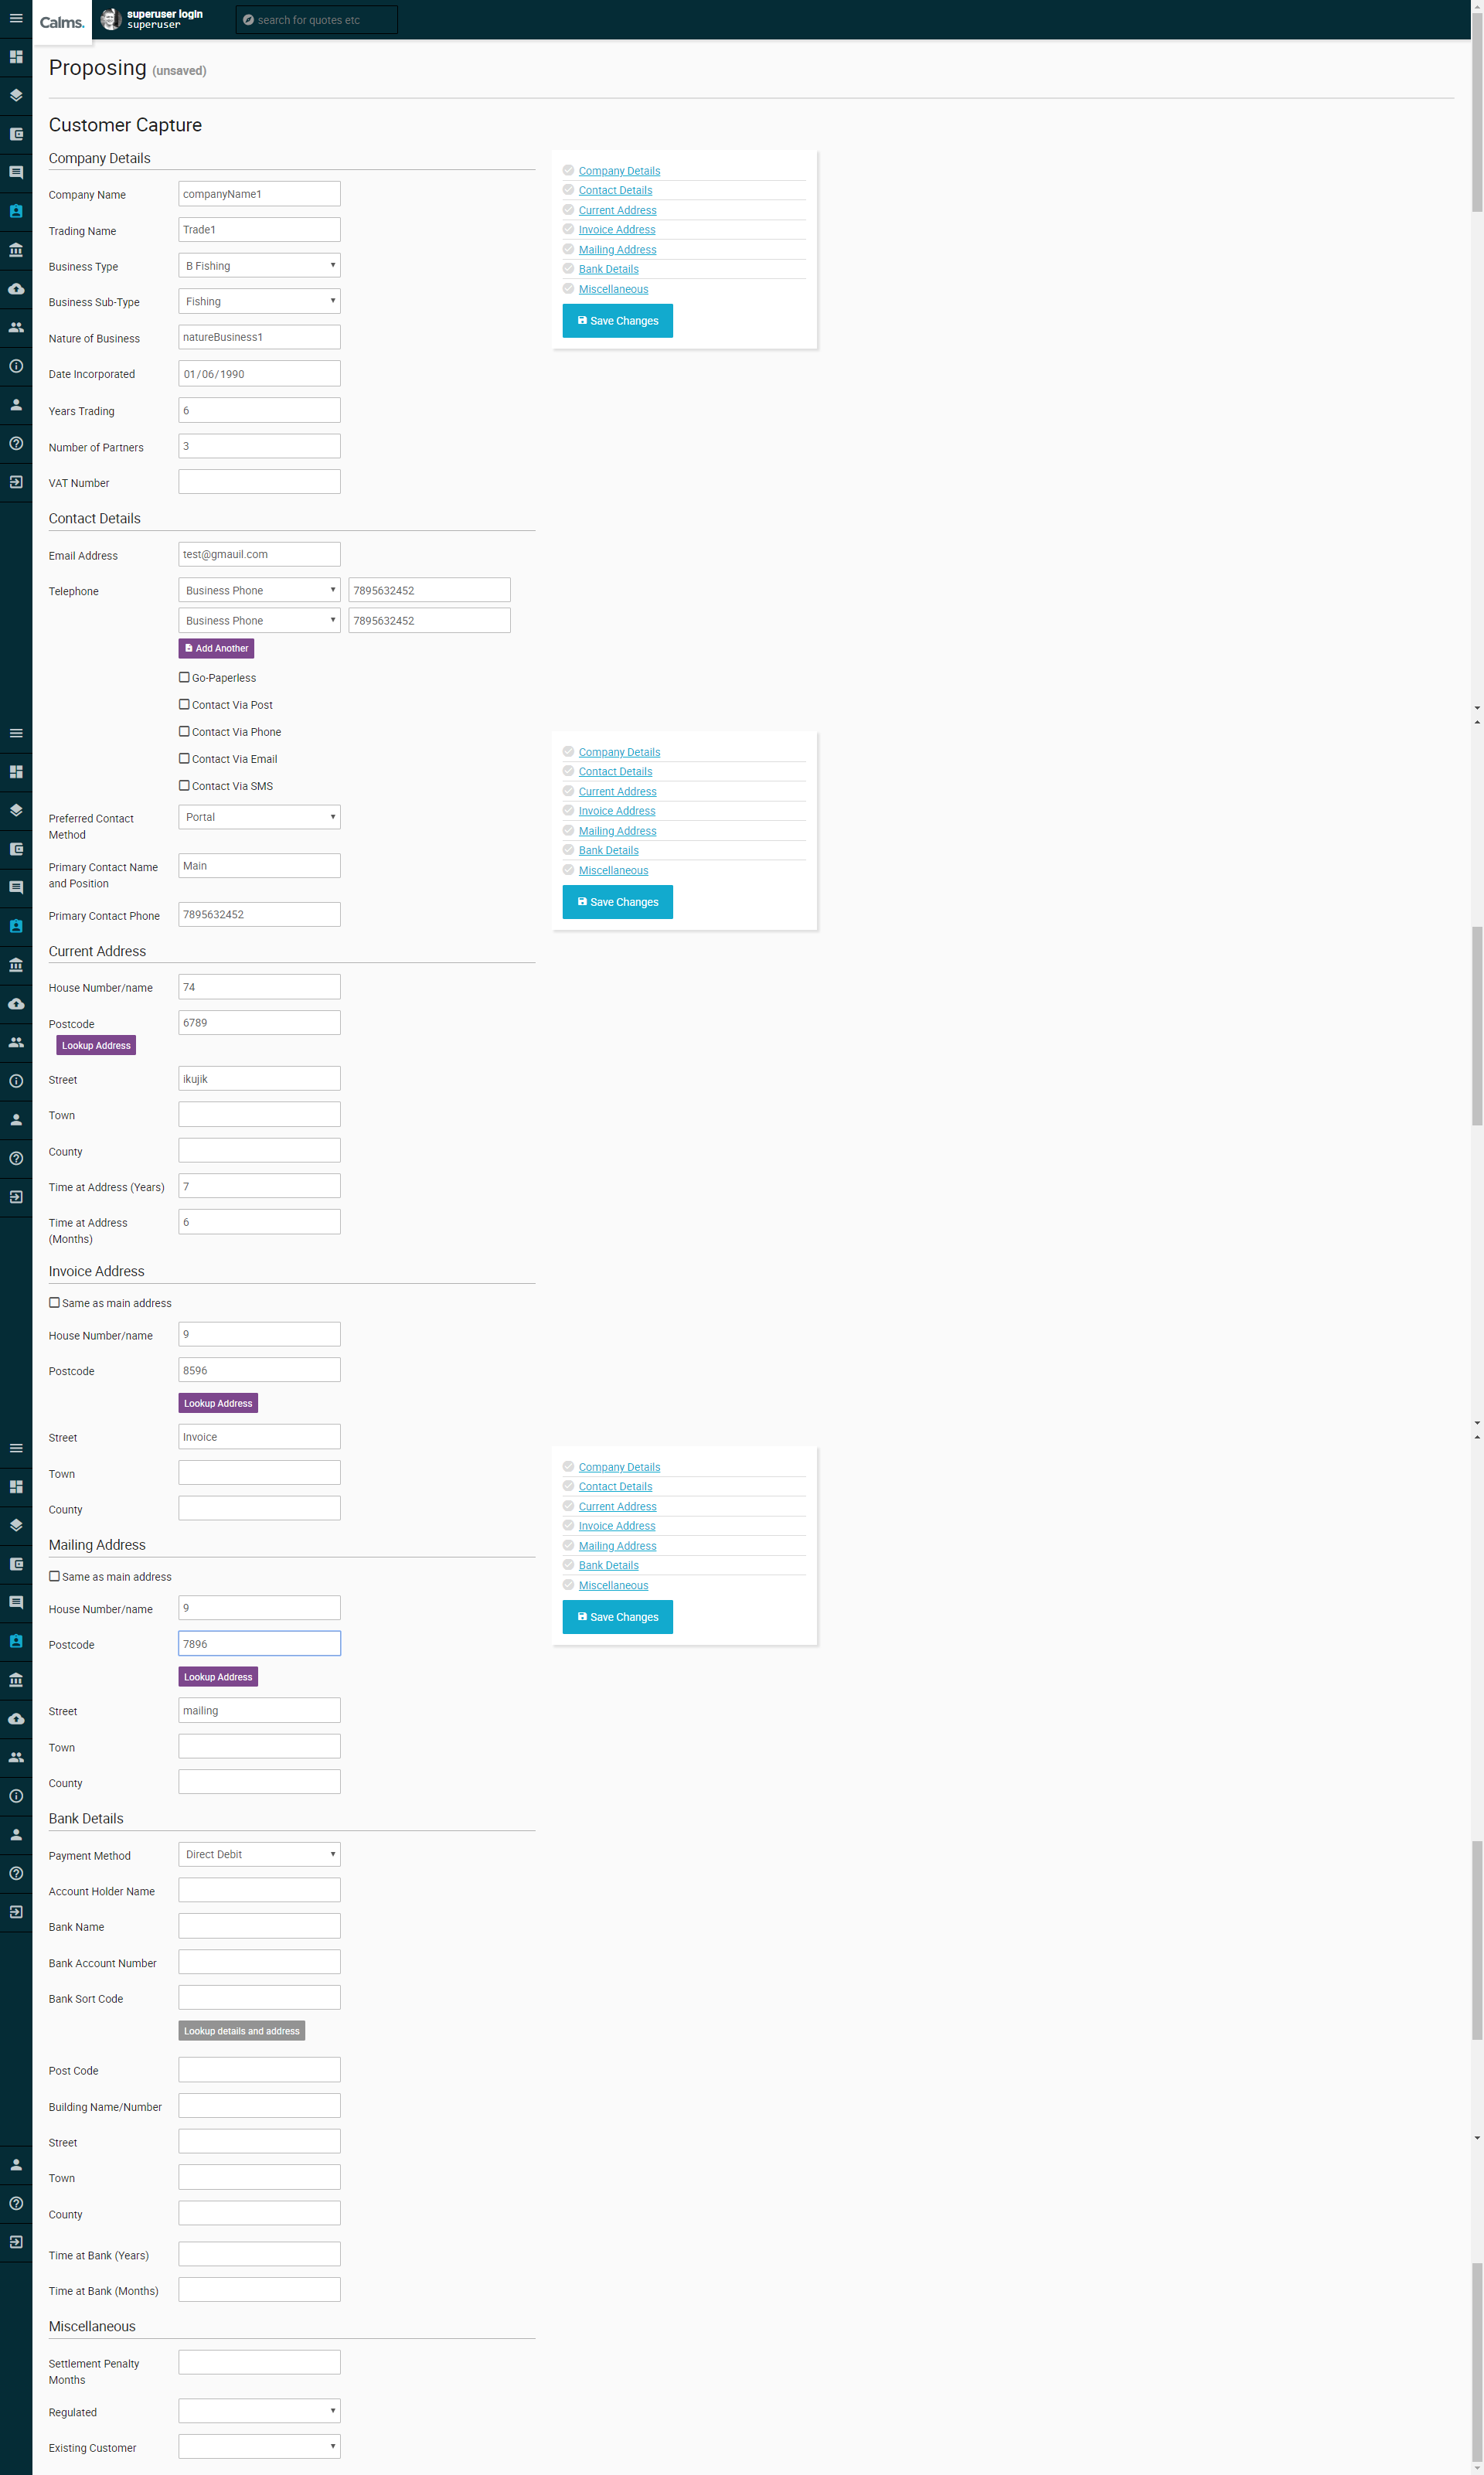 Calms.
superuser login
superuser
search for quotes etc
Proposing (unsaved)
Customer Capture
Company Details
Company Name companyName1
Trading Name Trade1
Business Type B Fishing
Business Sub-Type Fishing
Nature of Business natureBusiness1
Date Incorporated 01/06/1990
Years Trading 6
Number of Partners 3
VAT Number
Company Details
Contact Details
Current Address
Invoice Address
Mailing Address
Bank Details
Miscellaneous
Save Changes
Contact Details
Email Address test@gmauil.com
Telephone Business Phone 7895632452
Business Phone 7895632452
Add Another
Go-Paperless
Contact Via Post
Contact Via Phone
Contact Via Email
Contact Via SMS
Preferred Contact
Method
Portal
Primary Contact Name
and Position
Main
Primary Contact Phone 7895632452
Company Details
Contact Details
Current Address
Invoice Address
Mailing Address
Bank Details
Miscellaneous
Save Changes
Current Address
House Number/name 74
Postcode 6789
Lookup Address
Street ikujik
Town
County
Time at Address (Years) 7
Time at Address
(Months)
6
Invoice Address
Same as main address
House Number/name 9
Postcode 8596
Lookup Address
Street Invoice
Town
County
Company Details
Contact Details
Current Address
Invoice Address
Mailing Address
Bank Details
Miscellaneous
Save Changes
Mailing Address
Same as main address
House Number/name 9
Postcode 7896
Lookup Address
Street mailing
Town
County
Bank Details
Payment Method Direct Debit
Account Holder Name
Bank Name
Bank Account Number
Bank Sort Code
Lookup details and address
Post Code
Building Name/Number
Street
Town
County
Time at Bank (Years)
Time at Bank (Months)
Miscellaneous
Settlement Penalty
Months
Regulated
Existing Customer